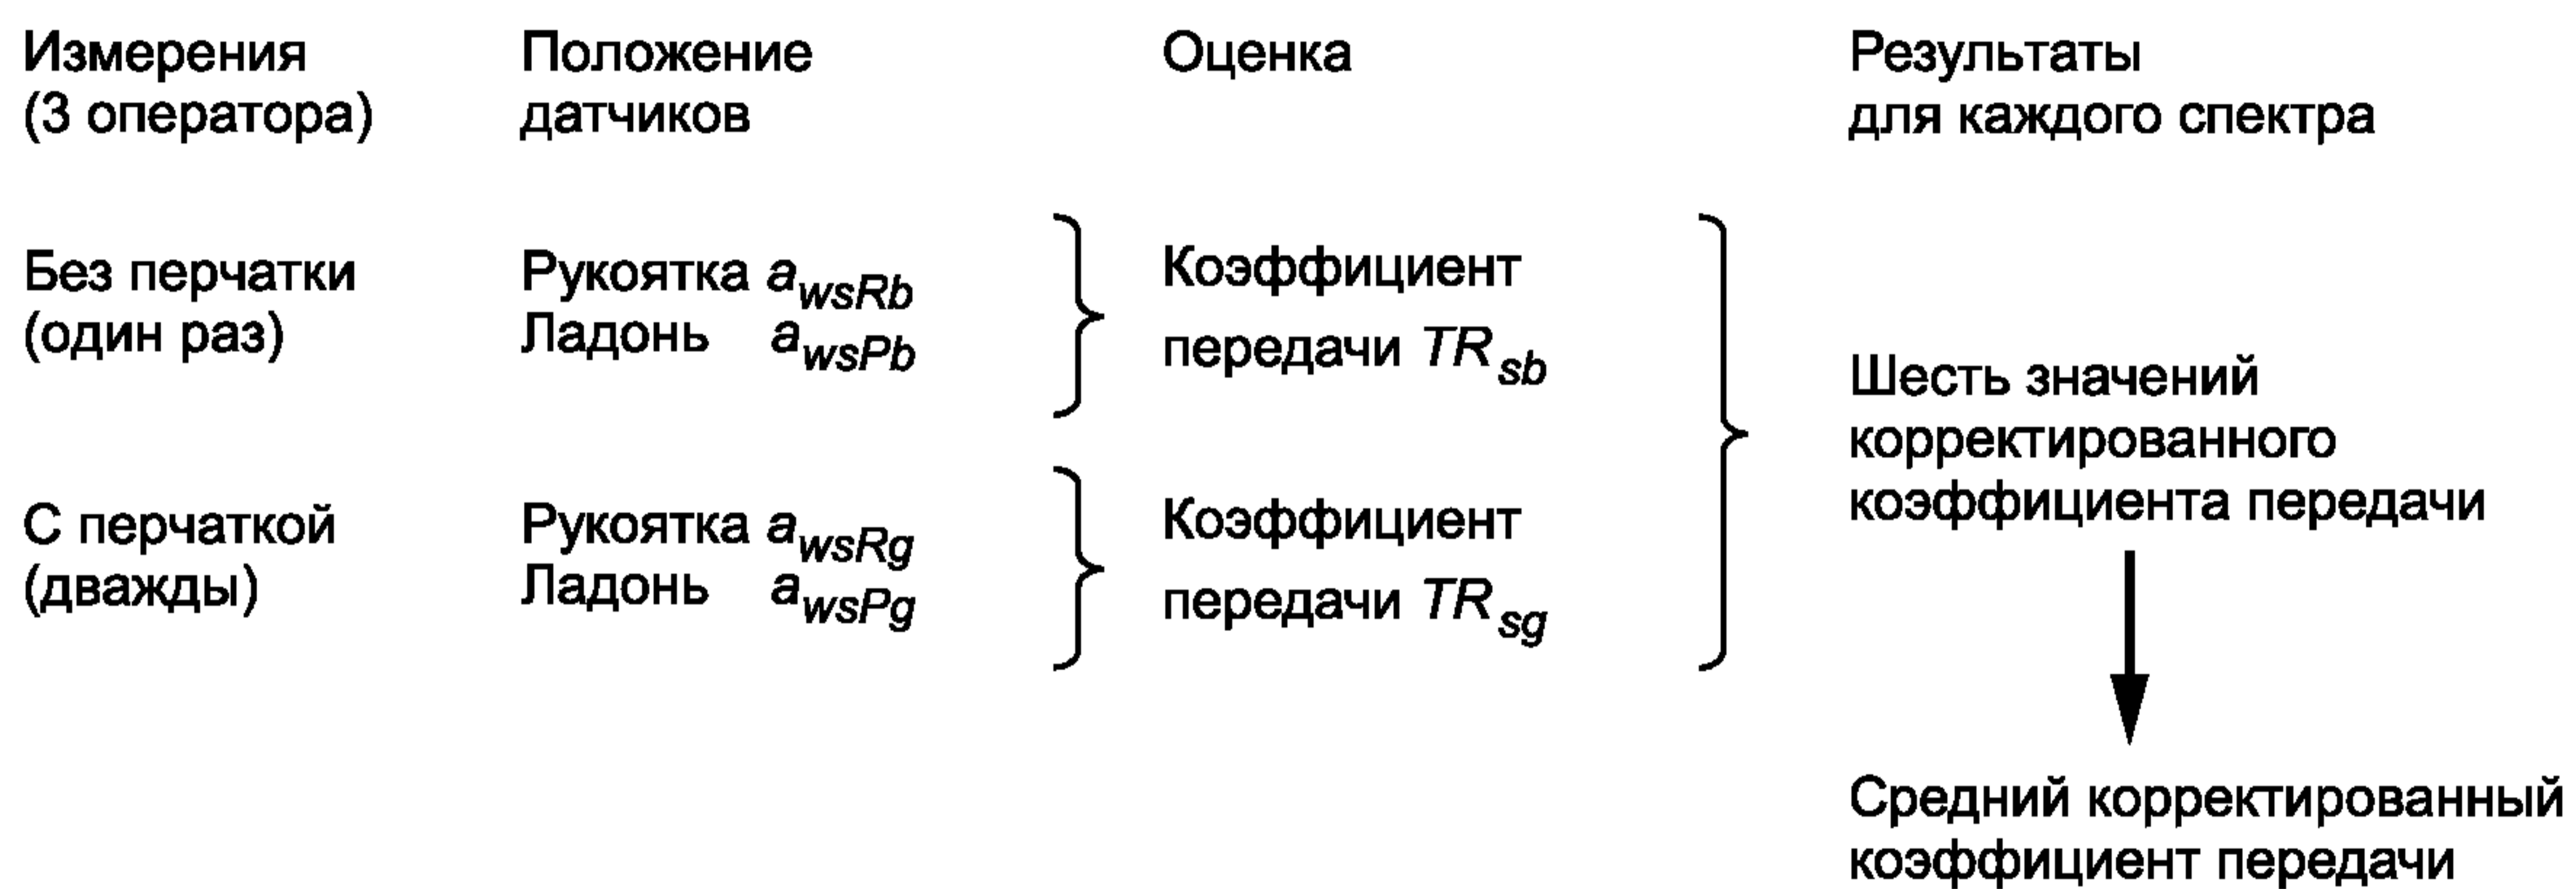 Измерения
(3 оператора)
Положение
датчиков
Оценка
Результаты
для каждого спектра
Без перчатки
(один раз)
Рукоятка a_wsRb
Ладонь a_wsPb
Коэффициент
передачи TR_sb
С перчаткой
(дважды)
Рукоятка a_wsRg
Ладонь a_wsPg
Коэффициент
передачи TR_sg
Шесть значений
корректированного
коэффициента передачи
Средний корректированный
коэффициент передачи